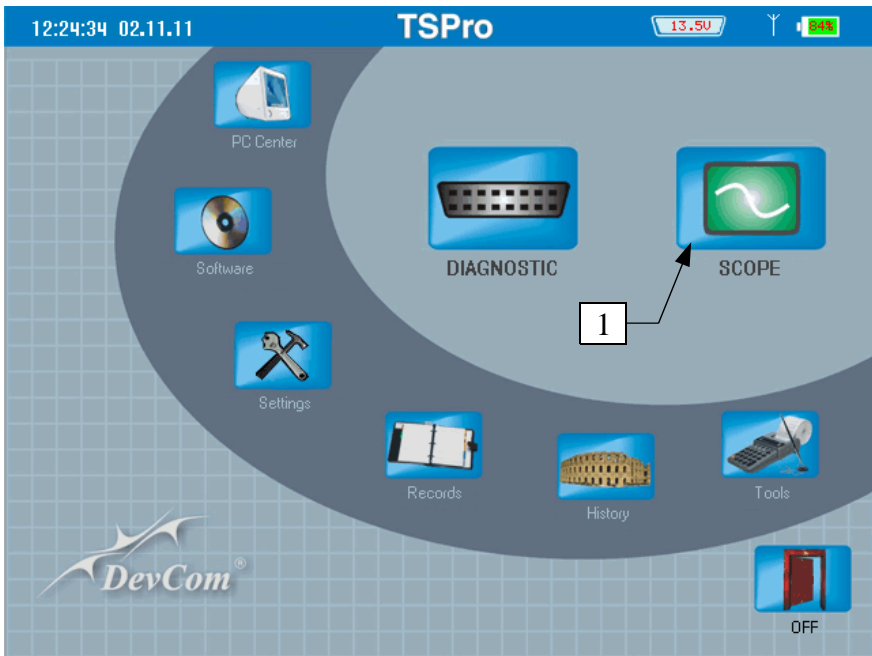 12:24:34 02.11.11 TSPro 13.5V 84%
PC Center
DIAGNOSTIC
SCOPE
Software
1
Settings
Records
History
Tools
DevCom®
OFF